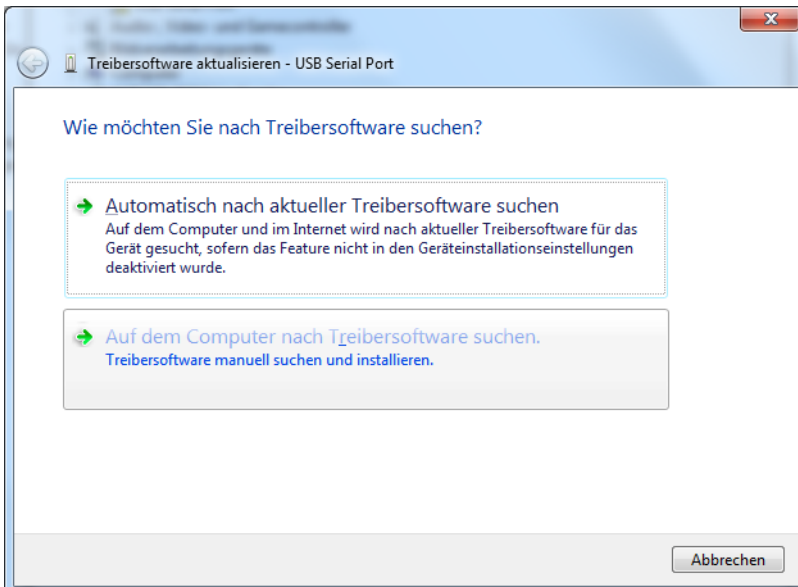 Treibersoftware aktualisieren - USB Serial Port
Wie möchten Sie nach Treibersoftware suchen?
Automatisch nach aktueller Treibersoftware suchen
Auf dem Computer und im Internet wird nach aktueller Treibersoftware für das
Gerät gesucht, sofern das Feature nicht in den Geräteinstallationseinstellungen
deaktiviert wurde.
Auf dem Computer nach Treibersoftware suchen.
Treibersoftware manuell suchen und installieren.
Abbrechen